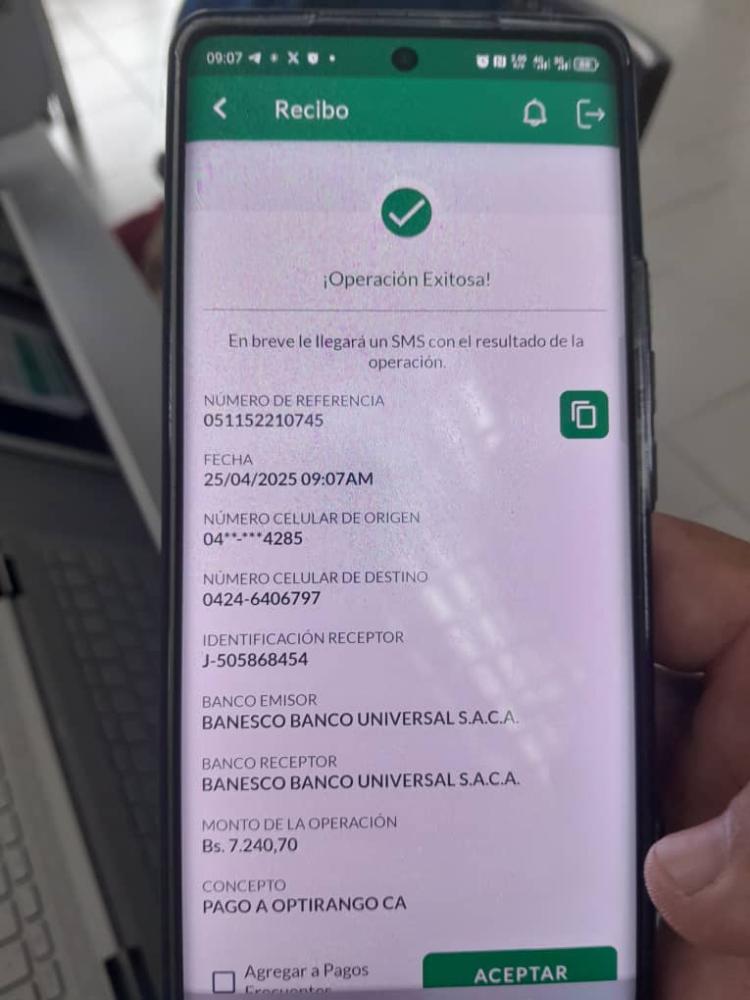 09:07
Recibo
¡Operación Exitosa!
En breve le llegará un SMS con el resultado de la
operación.
NÚMERO DE REFERENCIA
051152210745
FECHA
25/04/2025 09:07AM
NÚMERO CELULAR DE ORIGEN
04**-***4285
NÚMERO CELULAR DE DESTINO
0424-6406797
IDENTIFICACIÓN RECEPTOR
J-505868454
BANCO EMISOR
BANESCO BANCO UNIVERSAL S.A.C.A.
BANCO RECEPTOR
BANESCO BANCO UNIVERSAL S.A.C.A.
MONTO DE LA OPERACIÓN
Bs. 7.240,70
CONCEPTO
PAGO A OPTIRANGO CA
Agregar a Pagos
Frecuentes
ACEPTAR